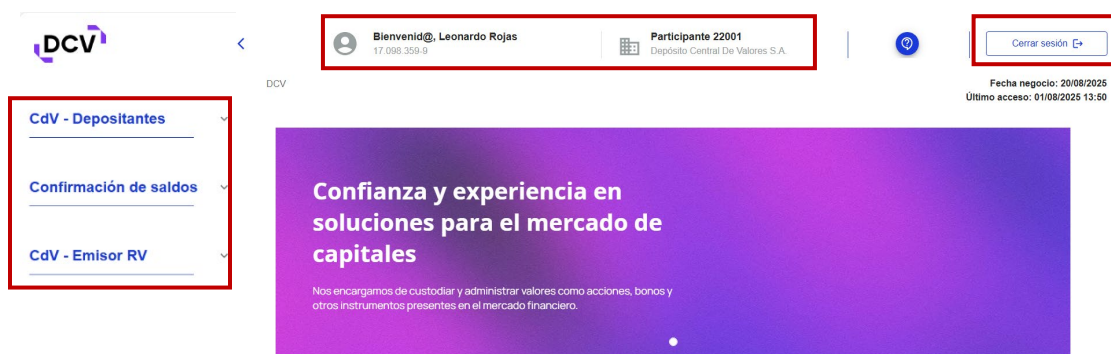 DCV
Bienvenid@, Leonardo Rojas
17.098.359-9
Participante 22001
Depósito Central De Valores S.A.
Cerrar sesión
DCV
Fecha negocio: 20/08/2025
Último acceso: 01/08/2025 13:50
CdV - Depositantes
Confirmación de saldos
CdV - Emisor RV
Confianza y experiencia en
soluciones para el mercado de
capitales
Nos encargamos de custodiar y administrar valores como acciones, bonos y
otros instrumentos presentes en el mercado financiero.